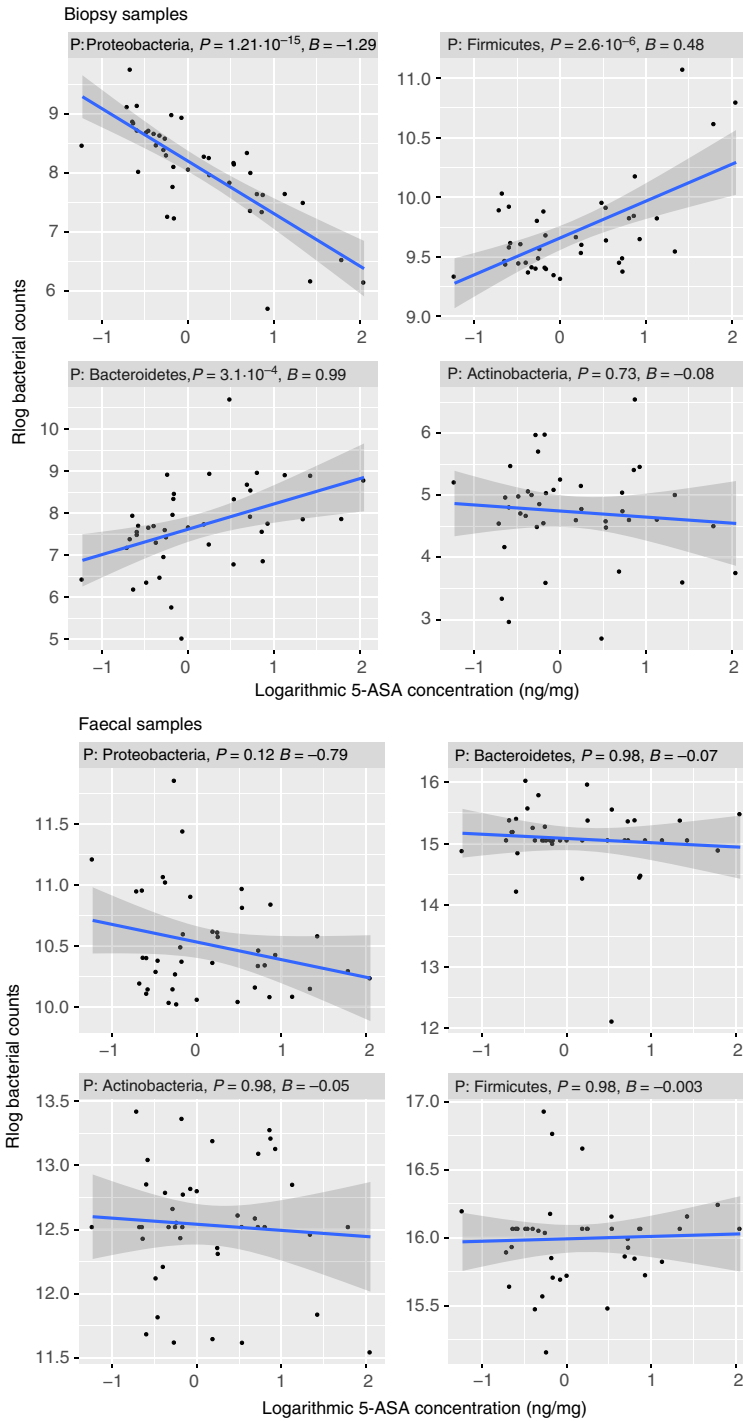 Biopsy samples
P: Proteobacteria, P = 1.21·10⁻¹⁵, B = −1.29
P: Firmicutes, P = 2.6·10⁻⁶, B = 0.48
9
8
7
6
−1 0 1 2
11.0
10.5
10.0
9.5
9.0
−1 0 1 2
P: Bacteroidetes, P = 3.1·10⁻⁴, B = 0.99
P: Actinobacteria, P = 0.73, B = −0.08
10
9
8
7
6
5
−1 0 1 2
6
5
4
3
−1 0 1 2
Rlog bacterial counts
Logarithmic 5-ASA concentration (ng/mg)
Faecal samples
P: Proteobacteria, P = 0.12 B = −0.79
P: Bacteroidetes, P = 0.98, B = −0.07
11.5
11.0
10.5
10.0
−1 0 1 2
16
15
14
13
12
−1 0 1 2
P: Actinobacteria, P = 0.98, B = −0.05
P: Firmicutes, P = 0.98, B = −0.003
13.5
13.0
12.5
12.0
11.5
−1 0 1 2
17.0
16.5
16.0
15.5
−1 0 1 2
Rlog bacterial counts
Logarithmic 5-ASA concentration (ng/mg)